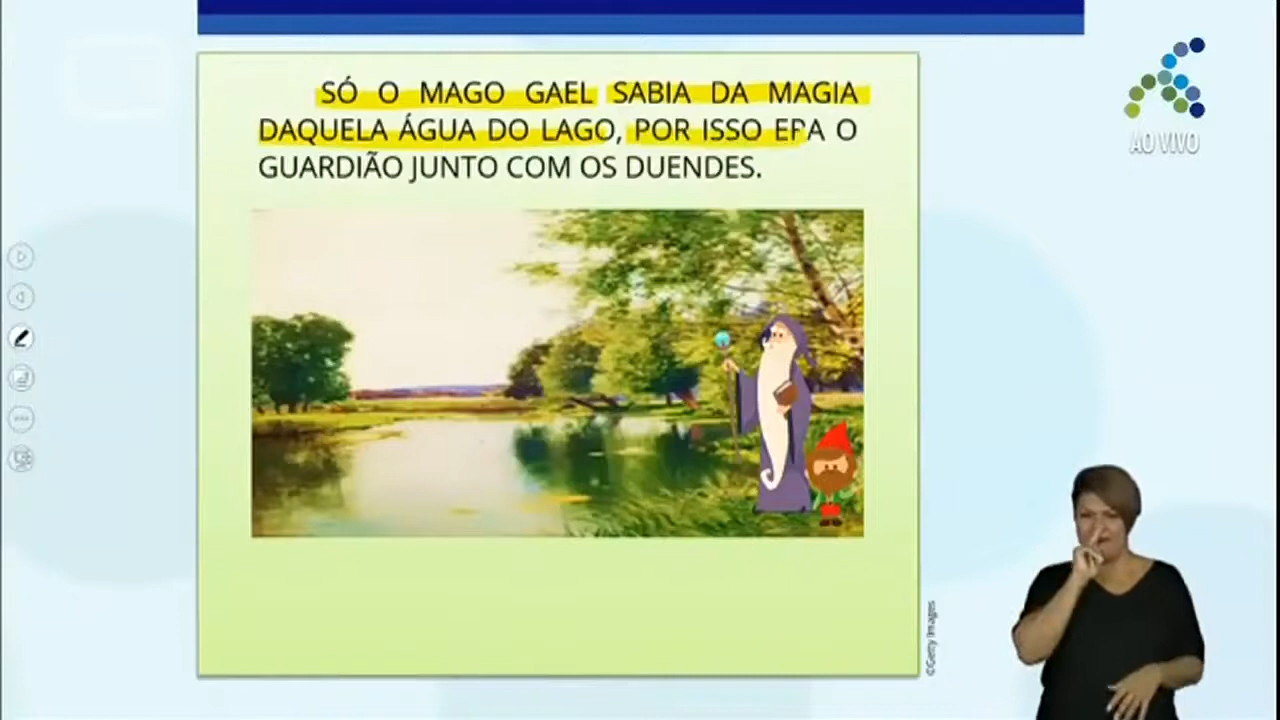 SÓ O MAGO GAEL SABIA DA MAGIA
DAQUELA ÁGUA DO LAGO, POR ISSO ERA O
GUARDIÃO JUNTO COM OS DUENDES.
AO VIVO
©Getty Images